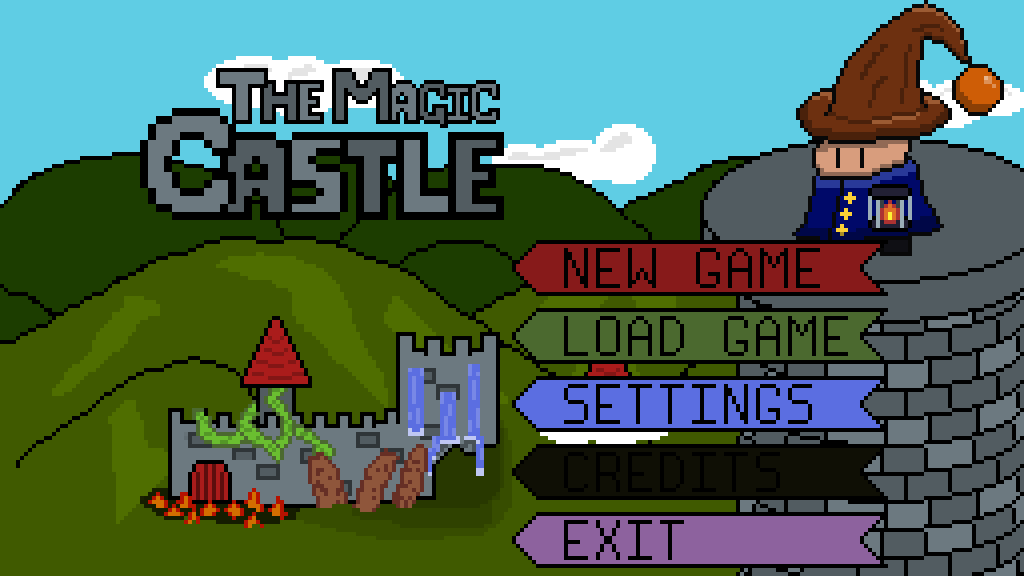 THE MAGIC
CASTLE
NEW GAME
LOAD GAME
SETTINGS
CREDITS
EXIT